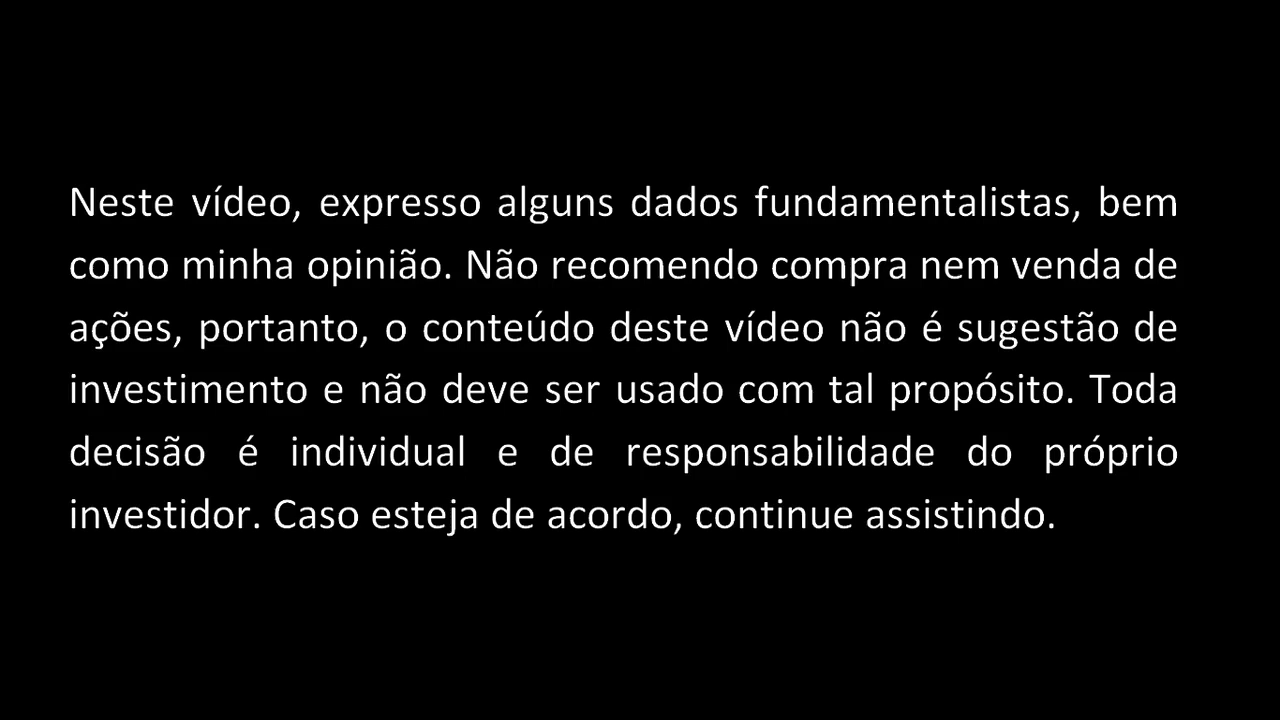 Neste vídeo, expresso alguns dados fundamentalistas, bem
como minha opinião. Não recomendo compra nem venda de
ações, portanto, o conteúdo deste vídeo não é sugestão de
investimento e não deve ser usado com tal propósito. Toda
decisão é individual e de responsabilidade do próprio
investidor. Caso esteja de acordo, continue assistindo.